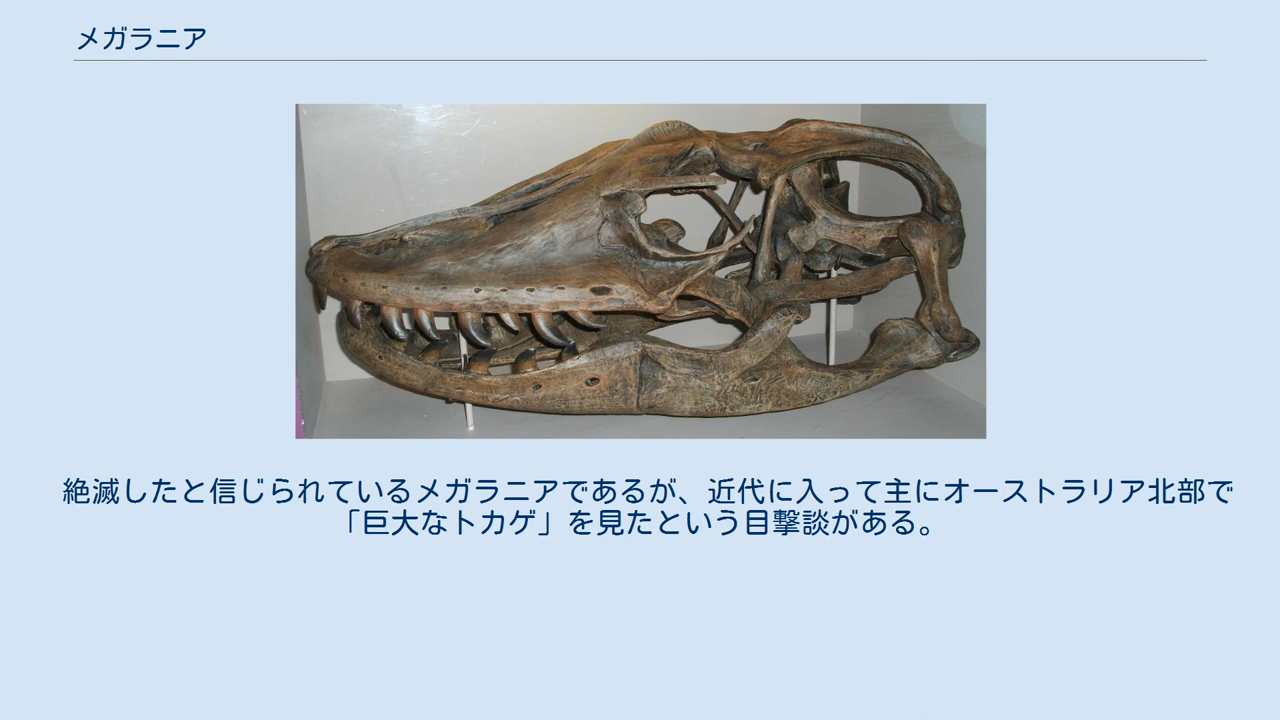 メガラニア
絶滅したと信じられているメガラニアであるが、近代に入って主にオーストラリア北部で
「巨大なトカゲ」を見たという目撃談がある。